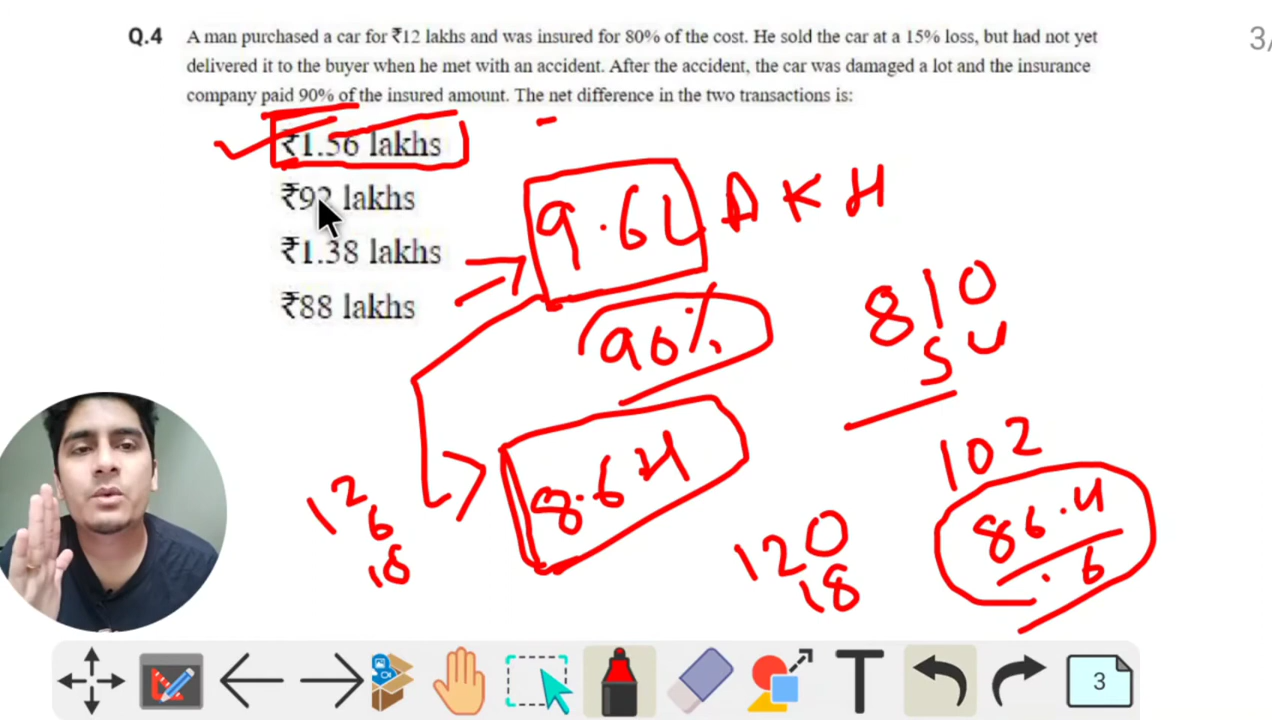 Q.4 A man purchased a car for ₹12 lakhs and was insured for 80% of the cost. He sold the car at a 15% loss, but had not yet
delivered it to the buyer when he met with an accident. After the accident, the car was damaged a lot and the insurance
company paid 90% of the insured amount. The net difference in the two transactions is:
3/
₹1.56 lakhs
₹92 lakhs
₹1.38 lakhs
₹88 lakhs
9.6L
90%
810
54
102
86.4
.6
8.64
12
6
18
120
18
T
3